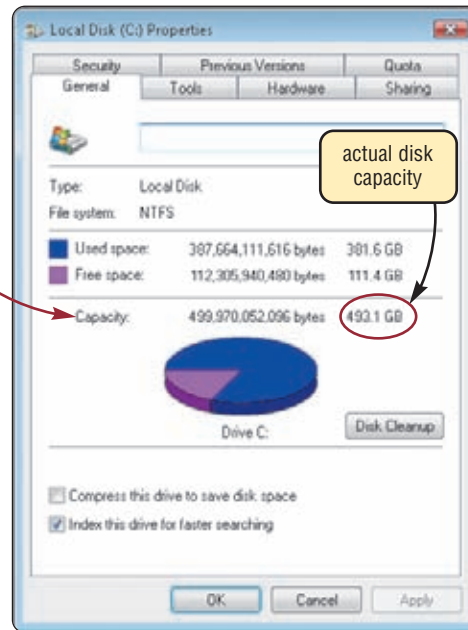 Local Disk (C:) Properties
Security Previous Versions Quota
General Tools Hardware Sharing
actual disk
capacity
Type: Local Disk
File system: NTFS
Used space: 387,664,111,616 bytes 381.6 GB
Free space: 112,305,940,480 bytes 111.4 GB
Capacity: 499,970,052,096 bytes 493.1 GB
Drive C: Disk Cleanup
Compress this drive to save disk space
Index this drive for faster searching
OK Cancel Apply